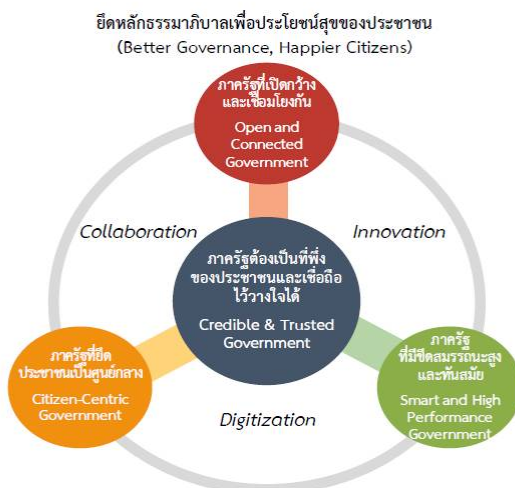 ยึดหลักธรรมาภิบาลเพื่อประโยชน์สุขของประชาชน
(Better Governance, Happier Citizens)
ภาครัฐที่เปิดกว้าง
และเชื่อมโยงกัน
Open and
Connected
Government
Collaboration
Innovation
ภาครัฐต้องเป็นที่พึ่ง
ของประชาชนและเชื่อถือ
ไว้วางใจได้
Credible & Trusted
Government
ภาครัฐที่ยึด
ประชาชนเป็นศูนย์กลาง
Citizen-Centric
Government
ภาครัฐ
ที่มีขีดสมรรถนะสูง
และทันสมัย
Smart and High
Performance
Government
Digitization